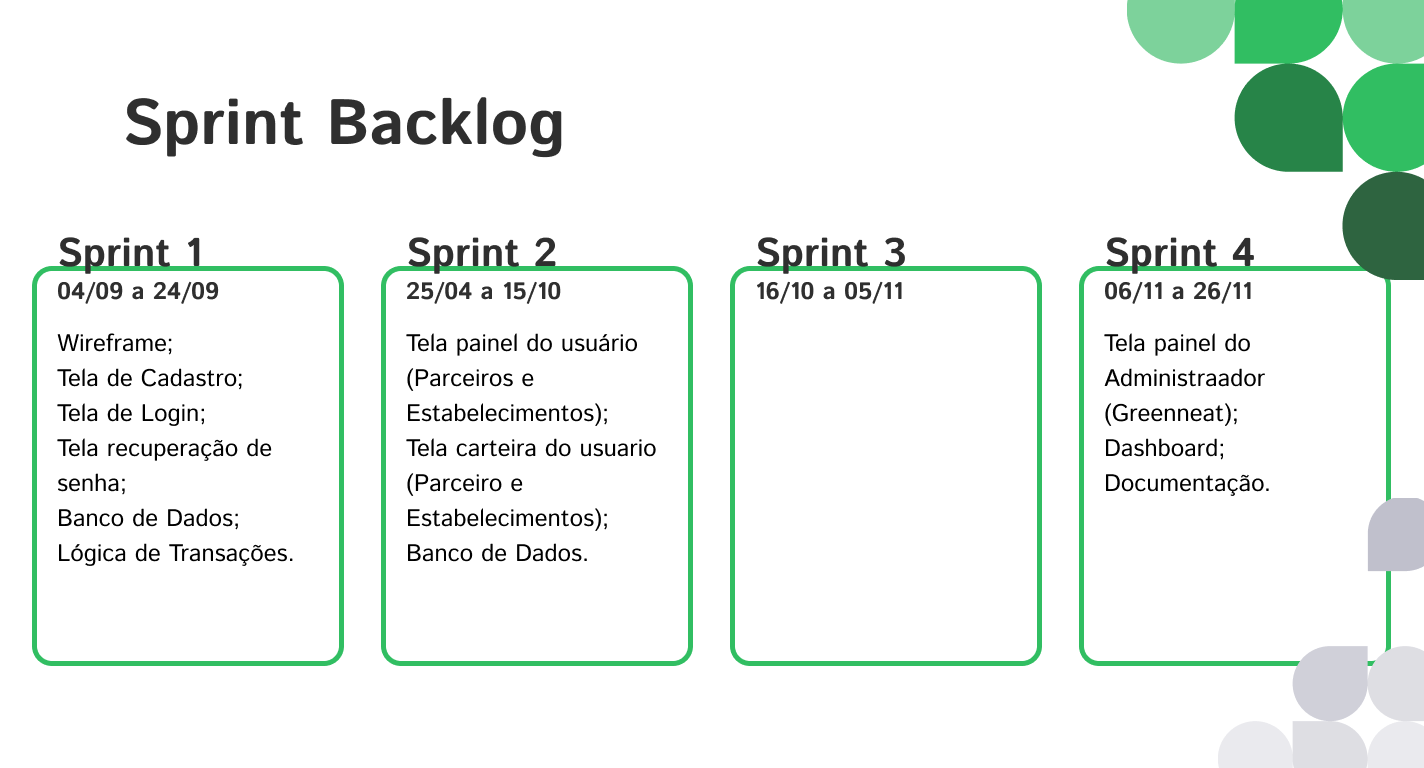 Sprint Backlog
Sprint 1
04/09 a 24/09
Wireframe;
Tela de Cadastro;
Tela de Login;
Tela recuperação de
senha;
Banco de Dados;
Lógica de Transações.
Sprint 2
25/04 a 15/10
Tela painel do usuário
(Parceiros e
Estabelecimentos);
Tela carteira do usuario
(Parceiro e
Estabelecimentos);
Banco de Dados.
Sprint 3
16/10 a 05/11
Sprint 4
06/11 a 26/11
Tela painel do
Administraador
(Greenneat);
Dashboard;
Documentação.